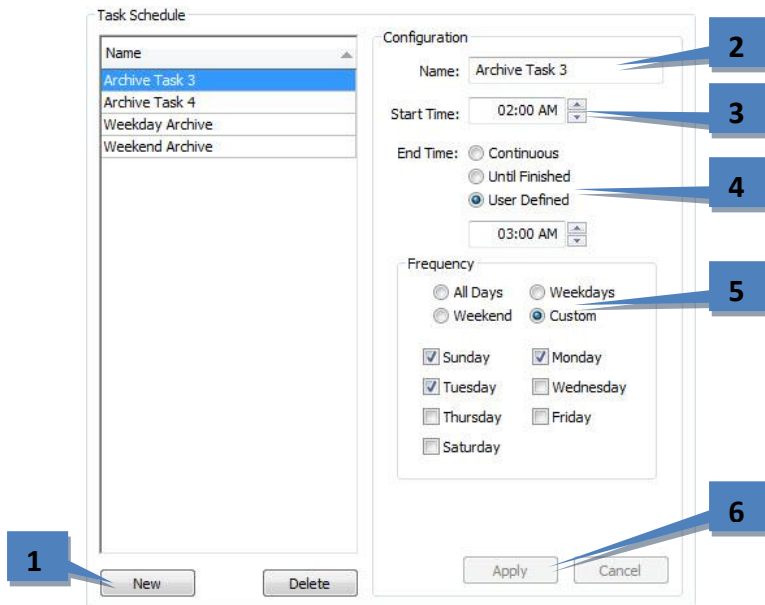 Task Schedule
Name
Archive Task 3
Archive Task 4
Weekday Archive
Weekend Archive
New
Delete
1
Configuration
Name: Archive Task 3
2
Start Time: 02:00 AM
3
End Time: Continuous
Until Finished
User Defined
4
03:00 AM
Frequency
All Days Weekdays
Weekend Custom
5
Sunday Monday
Tuesday Wednesday
Thursday Friday
Saturday
6
Apply Cancel